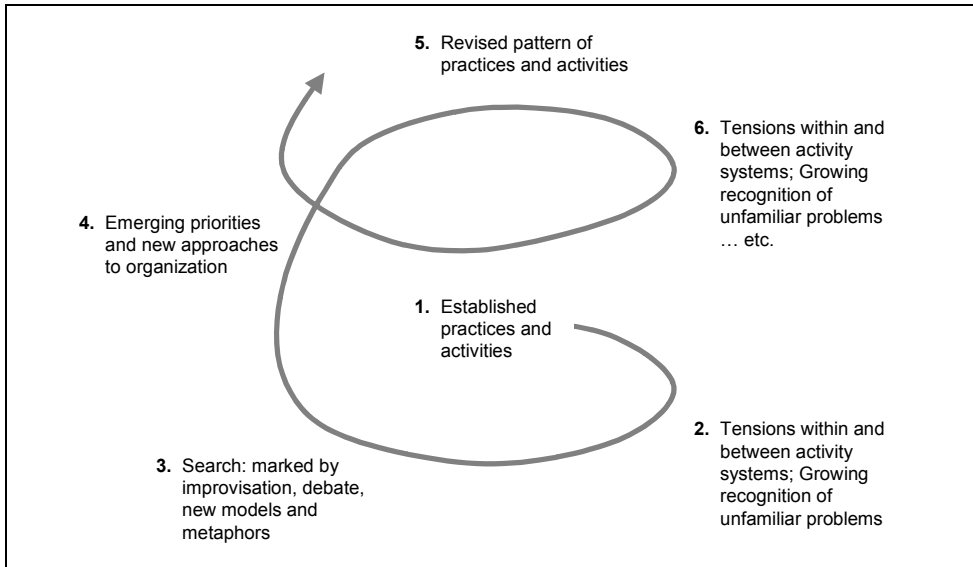 5. Revised pattern of
practices and activities
6. Tensions within and
between activity
systems; Growing
recognition of
unfamiliar problems
… etc.
4. Emerging priorities
and new approaches
to organization
1. Established
practices and
activities
2. Tensions within and
between activity
systems; Growing
recognition of
unfamiliar problems
3. Search: marked by
improvisation, debate,
new models and
metaphors